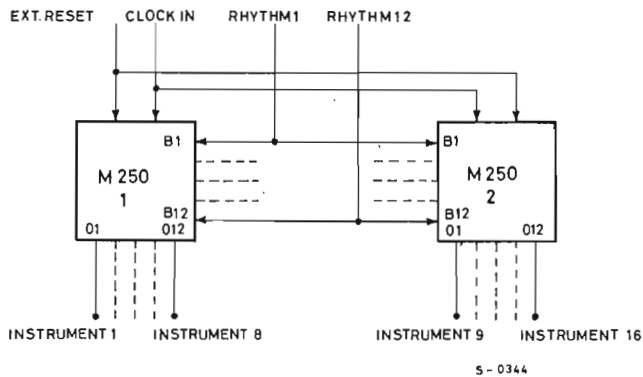 EXT. RESET CLOCK IN RHYTHM1 RHYTHM12
B1 B1
M 250 M 250
1 2
B12 B12
01 012 01 012
INSTRUMENT 1 INSTRUMENT 8 INSTRUMENT 9 INSTRUMENT 16
S-0344